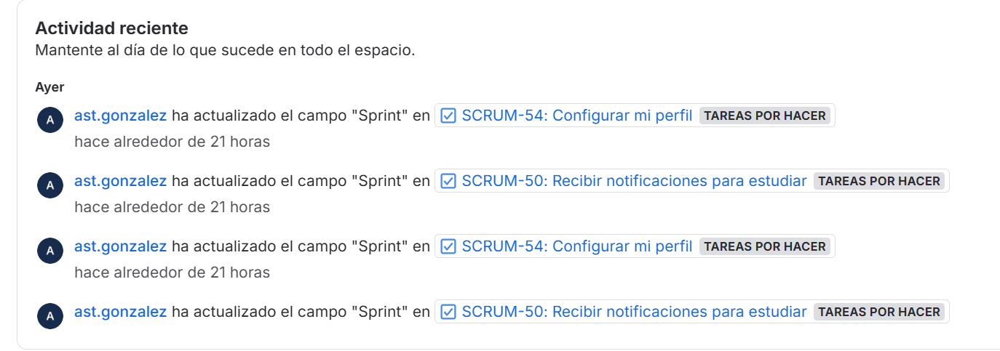 Actividad reciente
Mantente al día de lo que sucede en todo el espacio.
Ayer
A ast.gonzalez ha actualizado el campo "Sprint" en SCRUM-54: Configurar mi perfil TAREAS POR HACER
hace alrededor de 21 horas
A ast.gonzalez ha actualizado el campo "Sprint" en SCRUM-50: Recibir notificaciones para estudiar TAREAS POR HACER
hace alrededor de 21 horas
A ast.gonzalez ha actualizado el campo "Sprint" en SCRUM-54: Configurar mi perfil TAREAS POR HACER
hace alrededor de 21 horas
A ast.gonzalez ha actualizado el campo "Sprint" en SCRUM-50: Recibir notificaciones para estudiar TAREAS POR HACER